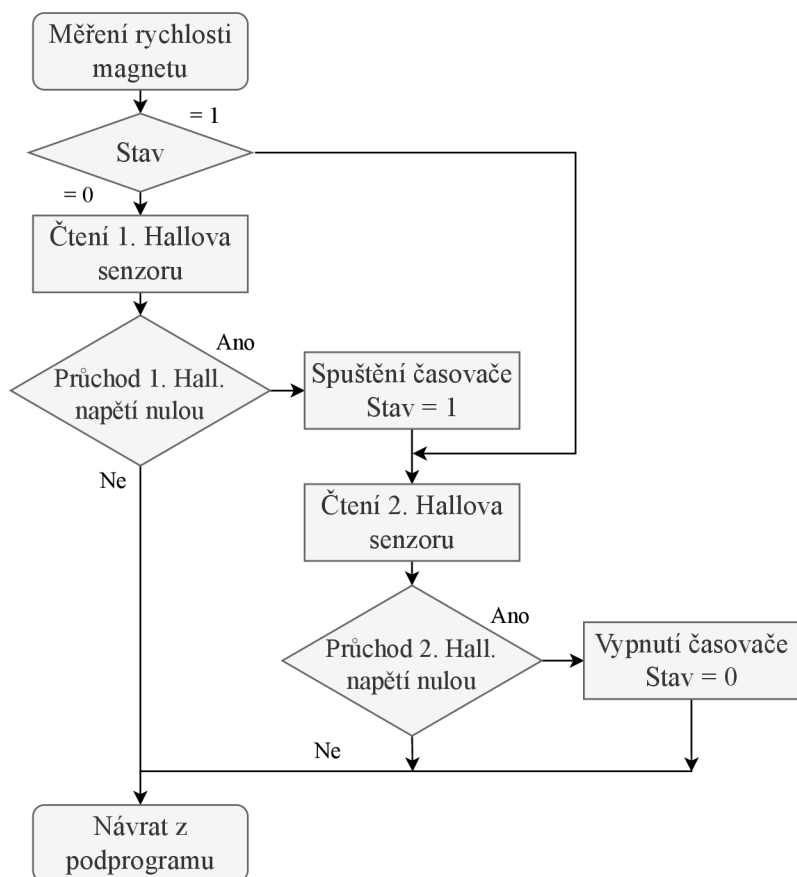 Měření rychlosti
magnetu
= 1
Stav
= 0
Čtení 1. Hallova
senzoru
Ano
Průchod 1. Hall.
napětí nulou
Spuštění časovače
Stav = 1
Ne
Čtení 2. Hallova
senzoru
Ano
Průchod 2. Hall.
napětí nulou
Vypnutí časovače
Stav = 0
Ne
Návrat z
podprogramu